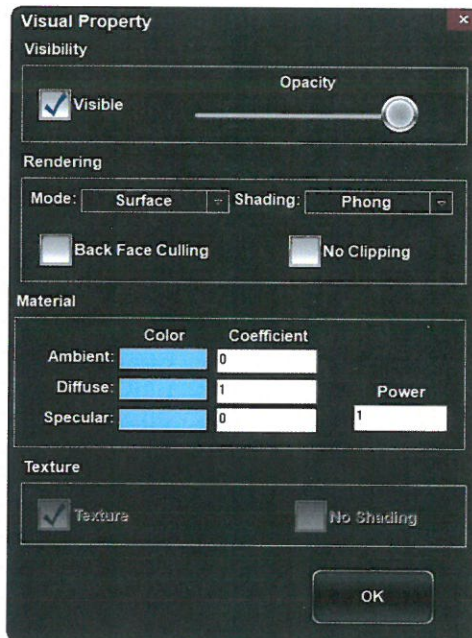 Visual Property
Visibility
Opacity
Visible
Rendering
Mode: Surface Shading: Phong
Back Face Culling No Clipping
Material
Color Coefficient
Ambient: 0
Diffuse: 1 Power
Specular: 0 1
Texture
Texture No Shading
OK